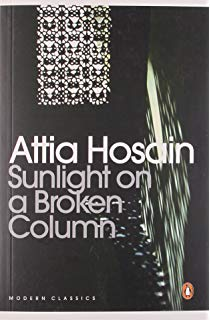 Attia Hosain
Sunlight on
a Broken
Column
MODERN CLASSICS